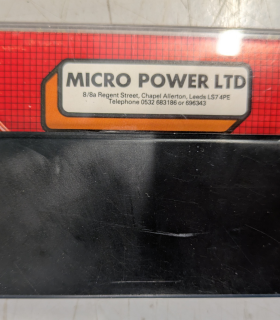 MICRO POWER LTD
8/8a Regent Street, Chapel Allerton, Leeds LS7 4PE
Telephone 0532 683186 or 696343